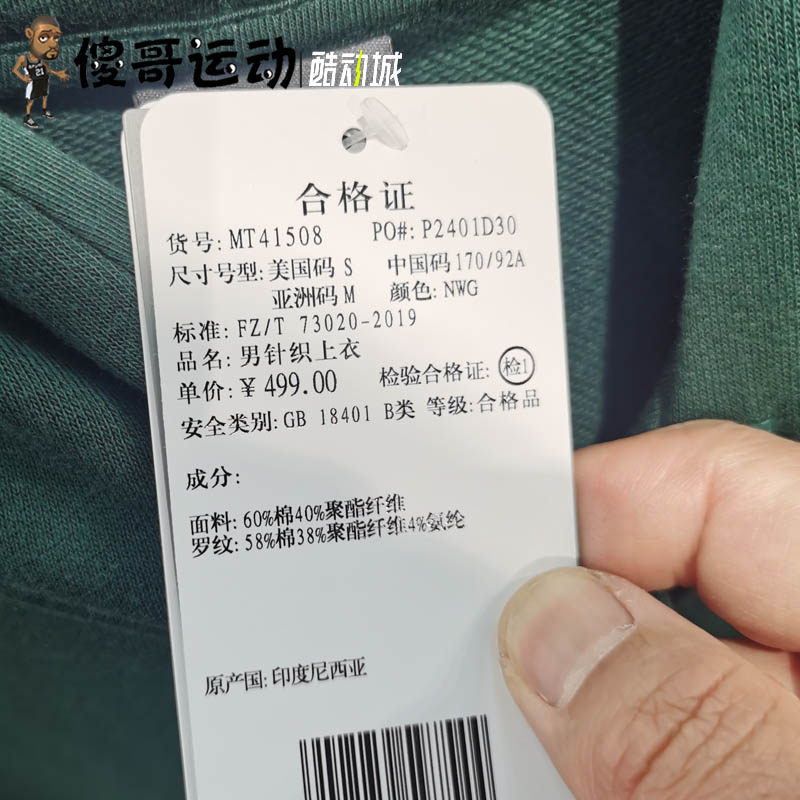 傻哥运动 酷动城
合格证
货号: MT41508 PO#: P2401D30
尺寸号型: 美国码 S 中国码 170/92A
亚洲码 M 颜色: NWG
标准: FZ/T 73020-2019
品名: 男针织上衣
单价: ¥ 499.00 检验合格证: 检1
安全类别: GB 18401 B类 等级: 合格品
成分:
面料: 60%棉40%聚酯纤维
罗纹: 58%棉38%聚酯纤维4%氨纶
原产国: 印度尼西亚